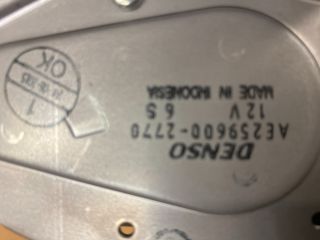 DENSO
AE259600-2770
12V 6S
MADE IN INDONESIA
1
OK